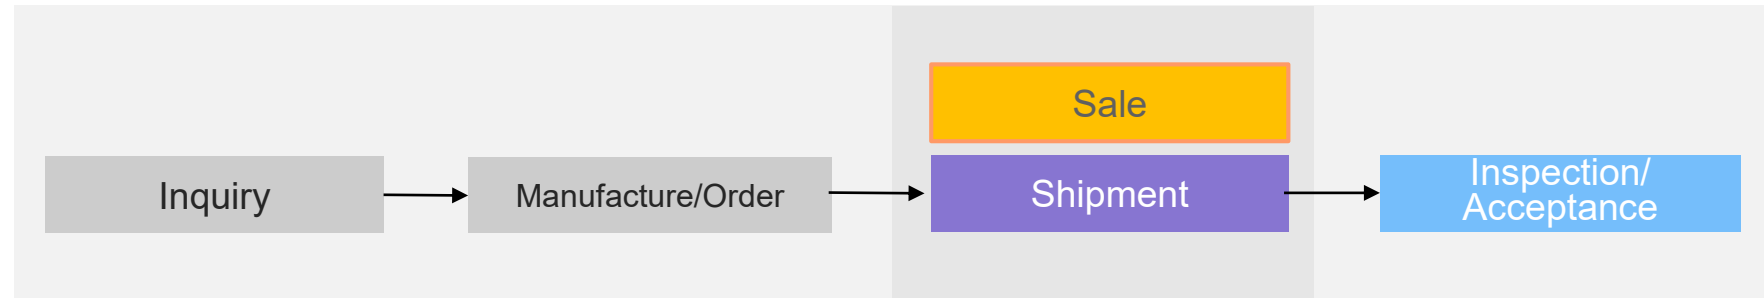 Sale
Inquiry
Manufacture/Order
Shipment
Inspection/
Acceptance